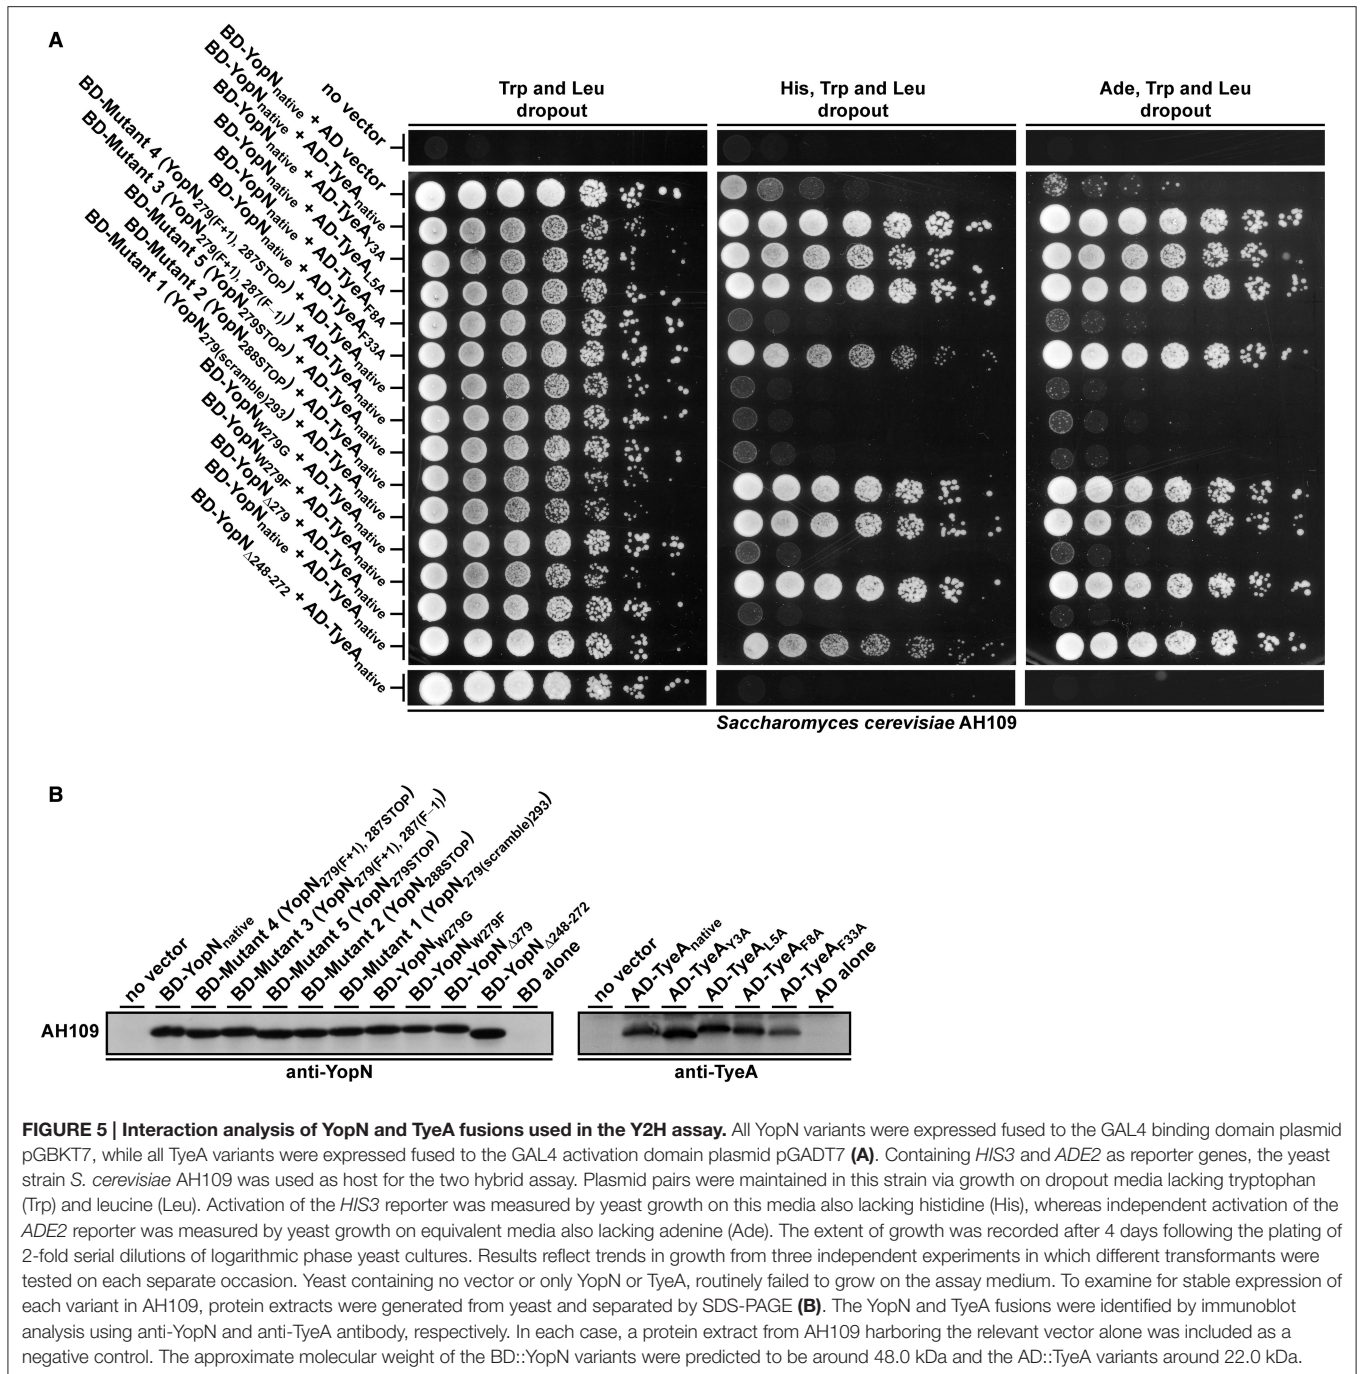 A
no vector
BD-YopNnative + AD vector
BD-YopNnative + AD-TyeAnative
BD-YopNnative + AD-TyeAY3A
BD-YopNnative + AD-TyeAL5A
BD-YopNnative + AD-TyeAF8A
BD-YopNnative + AD-TyeAF33A
BD-Mutant 4 (YopN279(F+1), 287STOP) + AD-TyeAnative
BD-Mutant 3 (YopN279(F+1), 287(F–1)) + AD-TyeAnative
BD-Mutant 5 (YopN279STOP) + AD-TyeAnative
BD-Mutant 2 (YopN288STOP) + AD-TyeAnative
BD-Mutant 1 (YopN279(scramble)293) + AD-TyeAnative
BD-YopNW279G + AD-TyeAnative
BD-YopNW279F + AD-TyeAnative
BD-YopNΔ279 + AD-TyeAnative
BD-YopNnative + AD-TyeAnative
BD-YopNΔ248-272 + AD-TyeAnative
Trp and Leu
dropout
His, Trp and Leu
dropout
Ade, Trp and Leu
dropout
Saccharomyces cerevisiae AH109
B
no vector
BD-YopNnative
BD-Mutant 4 (YopN279(F+1), 287STOP)
BD-Mutant 3 (YopN279(F+1), 287(F–1))
BD-Mutant 5 (YopN279STOP)
BD-Mutant 2 (YopN288STOP)
BD-Mutant 1 (YopN279(scramble)293)
BD-YopNW279G
BD-YopNW279F
BD-YopNΔ279
BD-YopNΔ248-272
BD alone
no vector
AD-TyeAnative
AD-TyeAY3A
AD-TyeAL5A
AD-TyeAF8A
AD-TyeAF33A
AD alone
AH109
anti-YopN
anti-TyeA
FIGURE 5 | Interaction analysis of YopN and TyeA fusions used in the Y2H assay. All YopN variants were expressed fused to the GAL4 binding domain plasmid
pGBKT7, while all TyeA variants were expressed fused to the GAL4 activation domain plasmid pGADT7 (A). Containing HIS3 and ADE2 as reporter genes, the yeast
strain S. cerevisiae AH109 was used as host for the two hybrid assay. Plasmid pairs were maintained in this strain via growth on dropout media lacking tryptophan
(Trp) and leucine (Leu). Activation of the HIS3 reporter was measured by yeast growth on this media also lacking histidine (His), whereas independent activation of the
ADE2 reporter was measured by yeast growth on equivalent media also lacking adenine (Ade). The extent of growth was recorded after 4 days following the plating of
2-fold serial dilutions of logarithmic phase yeast cultures. Results reflect trends in growth from three independent experiments in which different transformants were
tested on each separate occasion. Yeast containing no vector or only YopN or TyeA, routinely failed to grow on the assay medium. To examine for stable expression of
each variant in AH109, protein extracts were generated from yeast and separated by SDS-PAGE (B). The YopN and TyeA fusions were identified by immunoblot
analysis using anti-YopN and anti-TyeA antibody, respectively. In each case, a protein extract from AH109 harboring the relevant vector alone was included as a
negative control. The approximate molecular weight of the BD::YopN variants were predicted to be around 48.0 kDa and the AD::TyeA variants around 22.0 kDa.